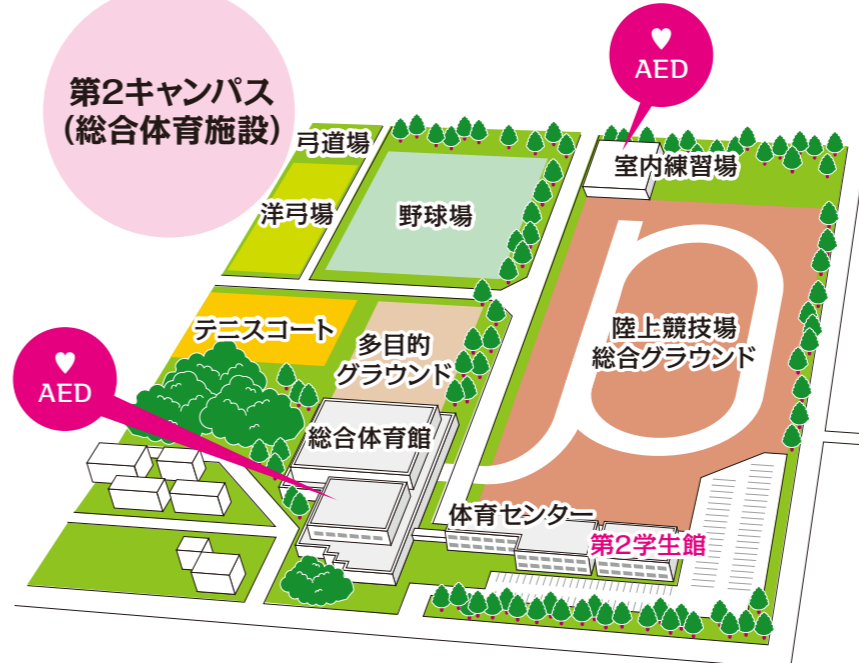 第2キャンパス
(総合体育施設)
♥
AED
弓道場
室内練習場
洋弓場
野球場
テニスコート
多目的
グラウンド
陸上競技場
総合グラウンド
♥
AED
総合体育館
体育センター
第2学生館